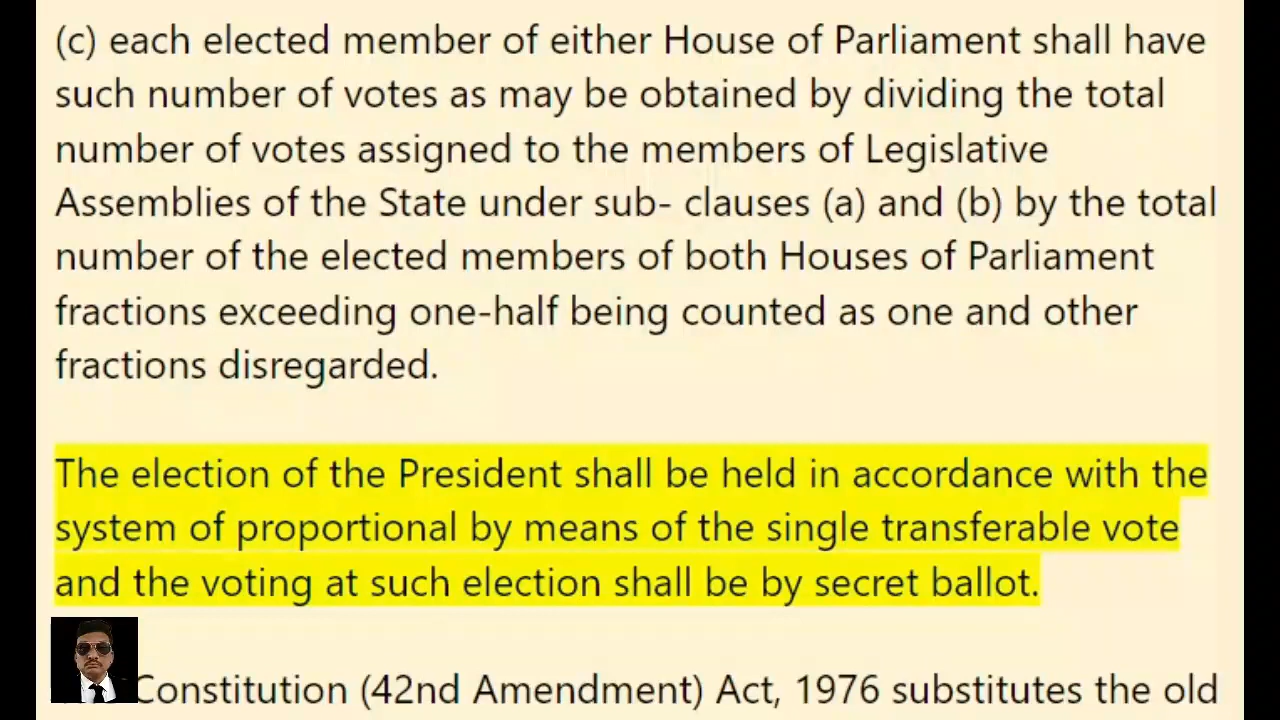 (c) each elected member of either House of Parliament shall have
such number of votes as may be obtained by dividing the total
number of votes assigned to the members of Legislative
Assemblies of the State under sub- clauses (a) and (b) by the total
number of the elected members of both Houses of Parliament
fractions exceeding one-half being counted as one and other
fractions disregarded.
The election of the President shall be held in accordance with the
system of proportional by means of the single transferable vote
and the voting at such election shall be by secret ballot.
Constitution (42nd Amendment) Act, 1976 substitutes the old